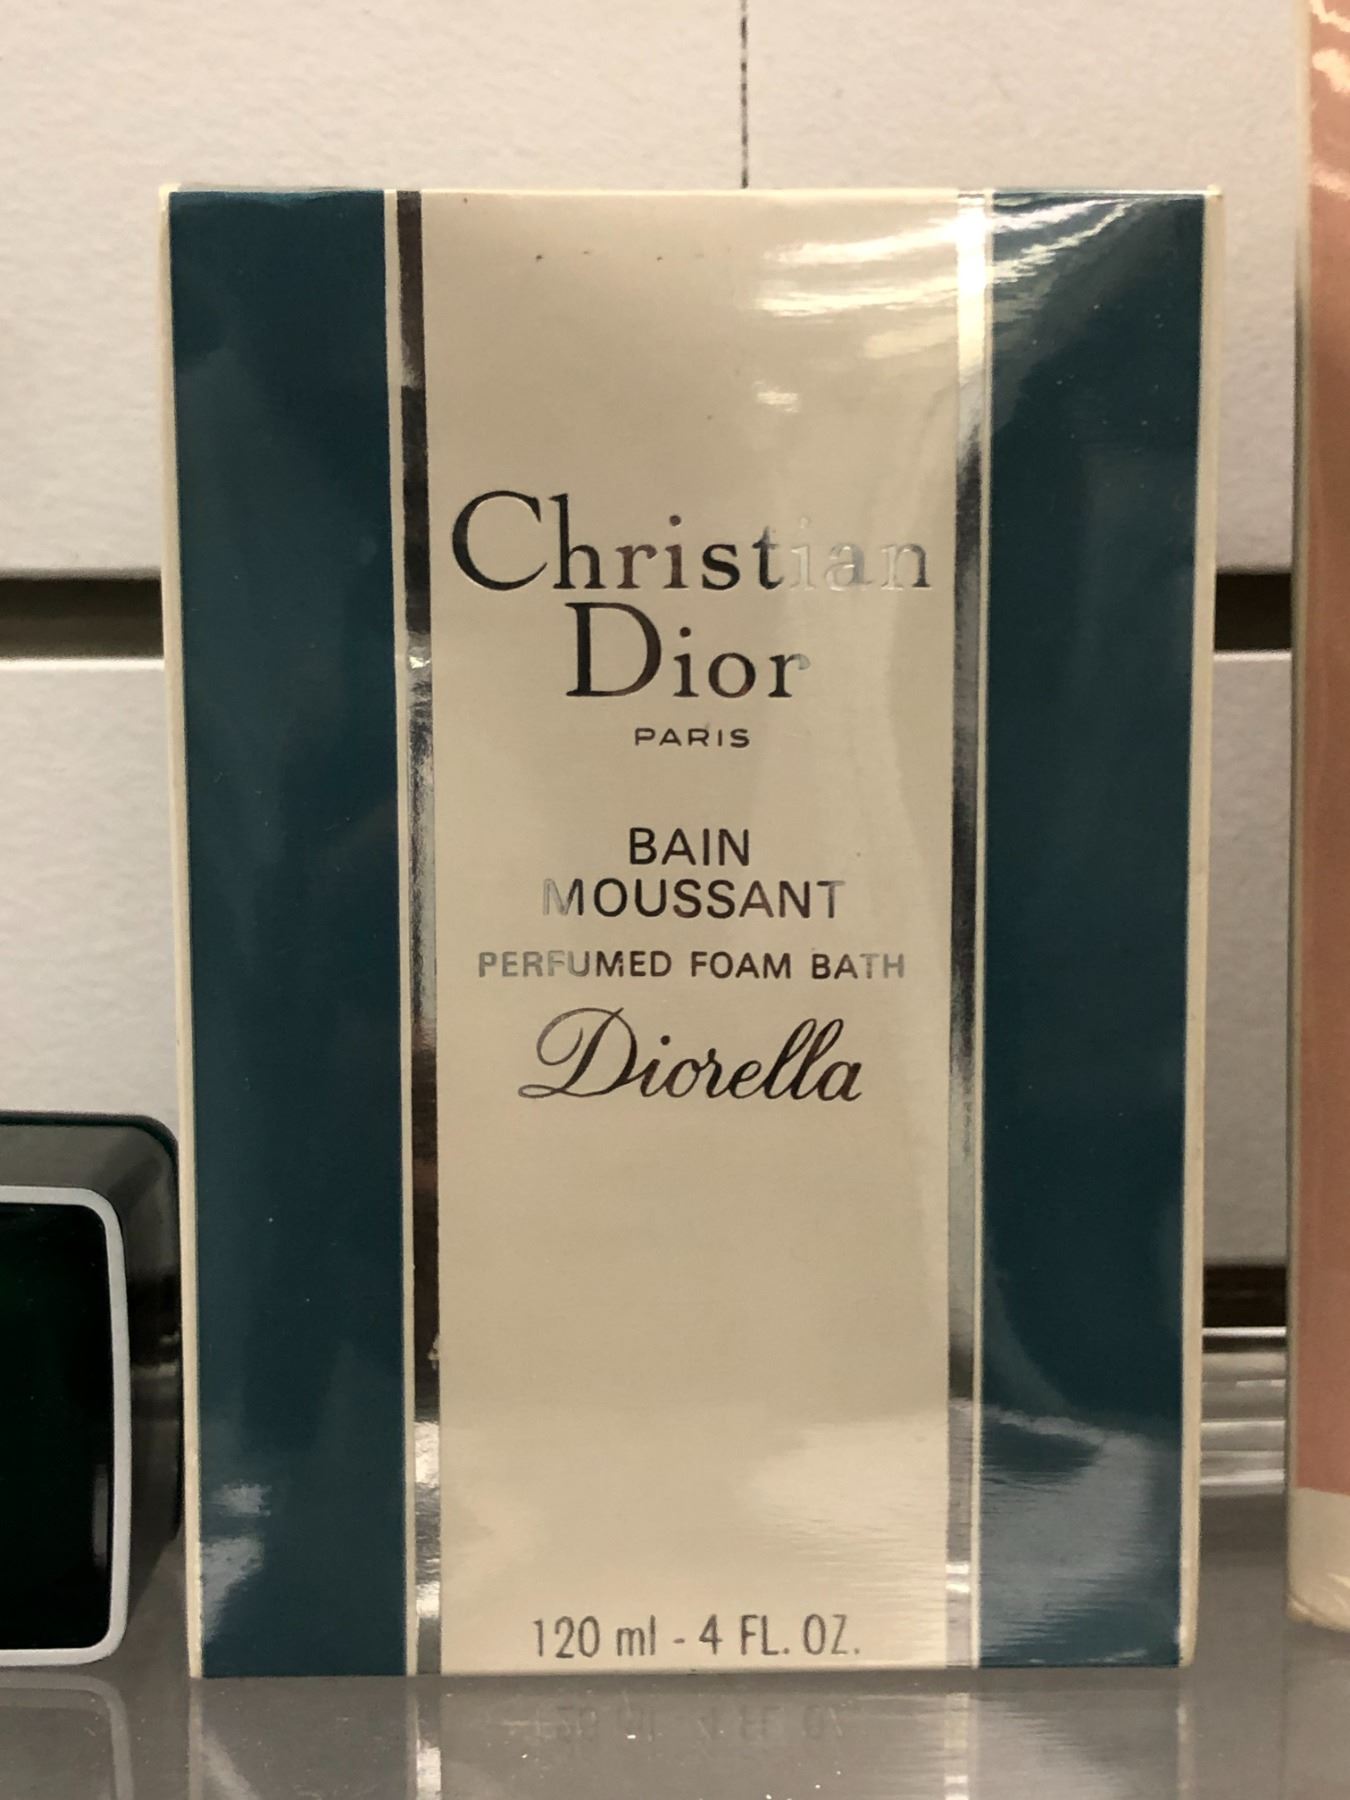 Christian
Dior
PARIS
BAIN
MOUSSANT
PERFUMED FOAM BATH
Diorella
120 ml - 4 FL. OZ.